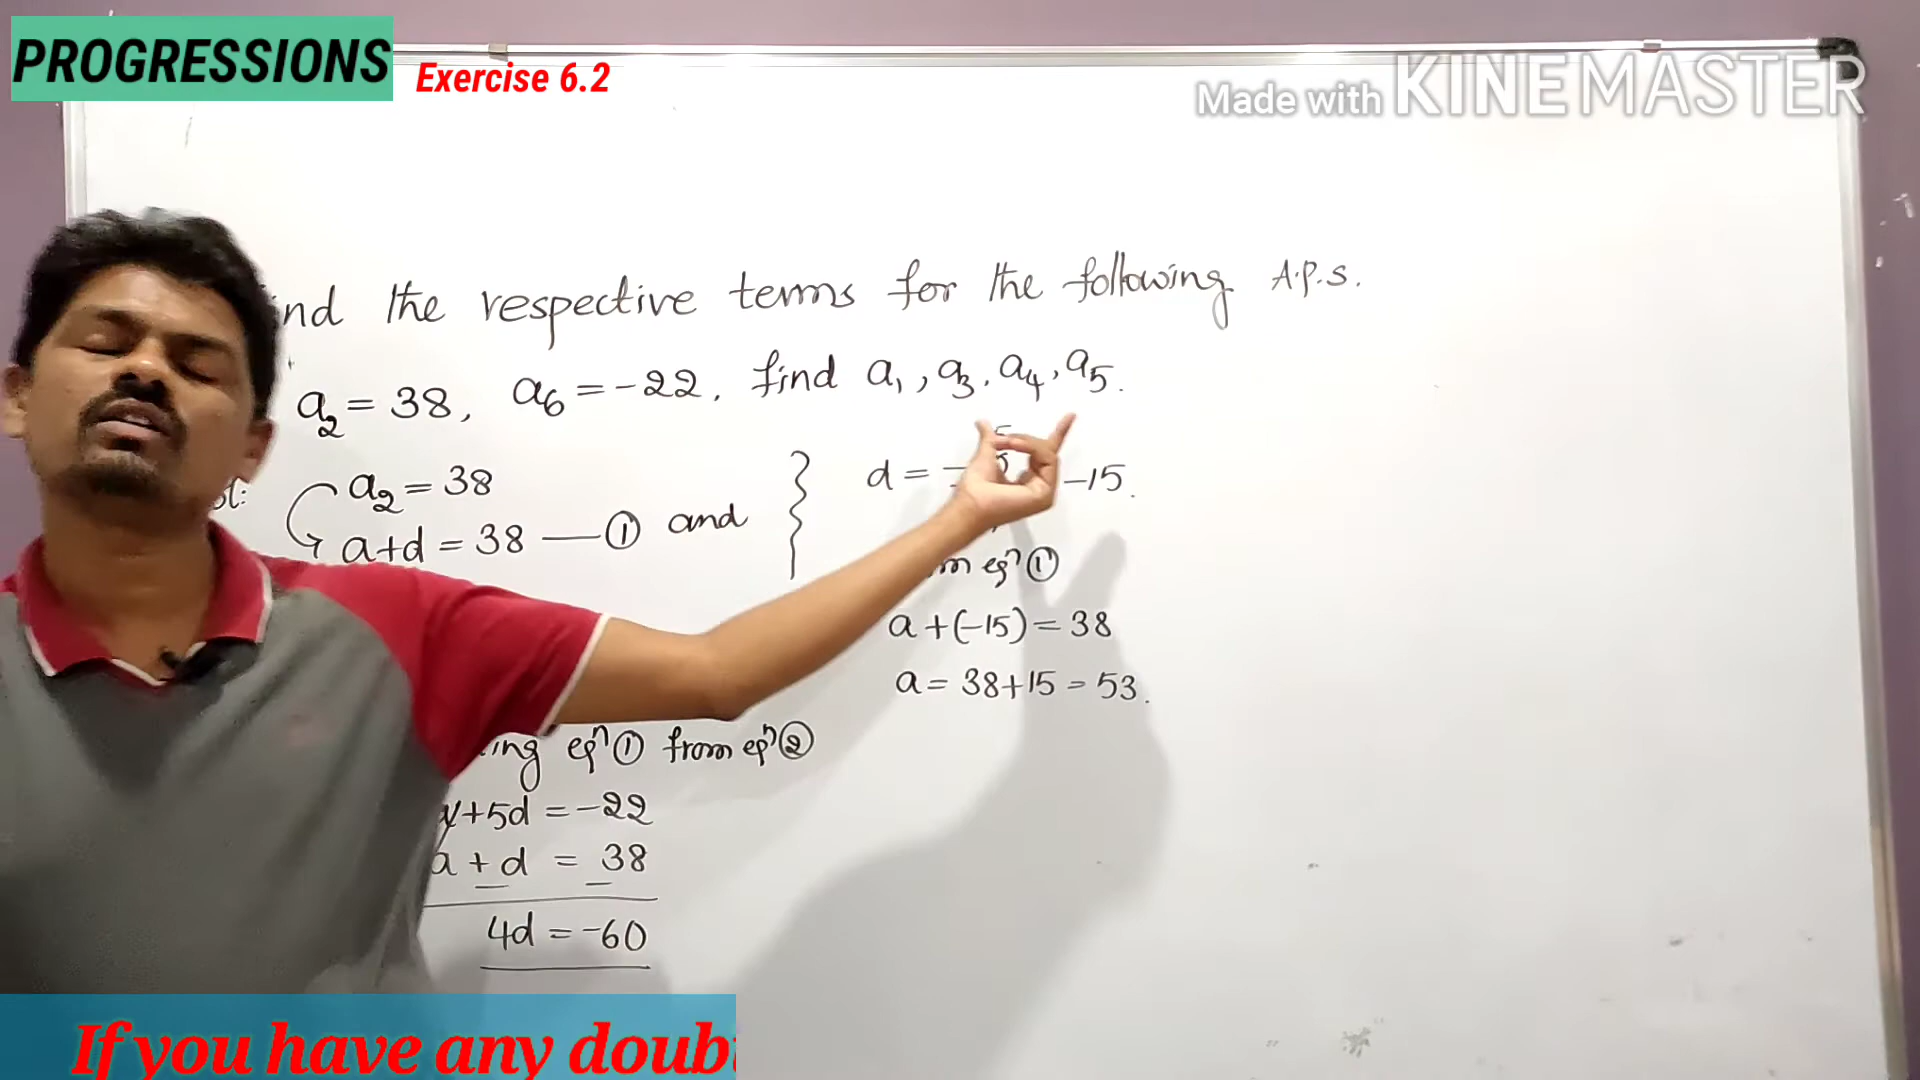 PROGRESSIONS
Exercise 6.2
Made with KINEMASTER
nd the respective terms for the following A.P.s.
a₂ = 38, a₆ = -22, find a₁, a₃, a₄, a₅.
ol:
a₂ = 38
a+d = 38 — ① and
d = -15.
m eqⁿ ①
a+(-15) = 38
a = 38+15 = 53.
ing eqⁿ ① from eqⁿ ②
+5d = -22
a + d = 38
4d = -60
If you have any doub